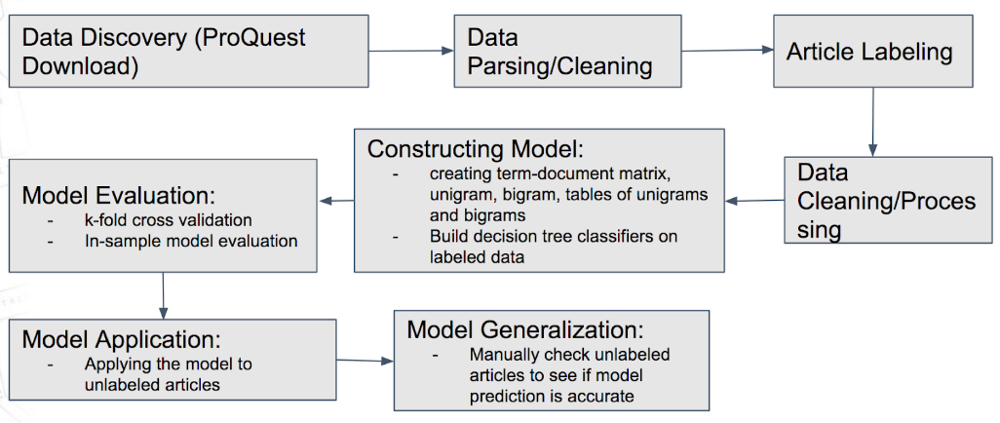 Data Discovery (ProQuest
Download)
Data
Parsing/Cleaning
Article Labeling
Data
Cleaning/Proces
sing
Constructing Model:
- creating term-document matrix,
unigram, bigram, tables of unigrams
and bigrams
- Build decision tree classifiers on
labeled data
Model Evaluation:
- k-fold cross validation
- In-sample model evaluation
Model Application:
- Applying the model to
unlabeled articles
Model Generalization:
- Manually check unlabeled
articles to see if model
prediction is accurate